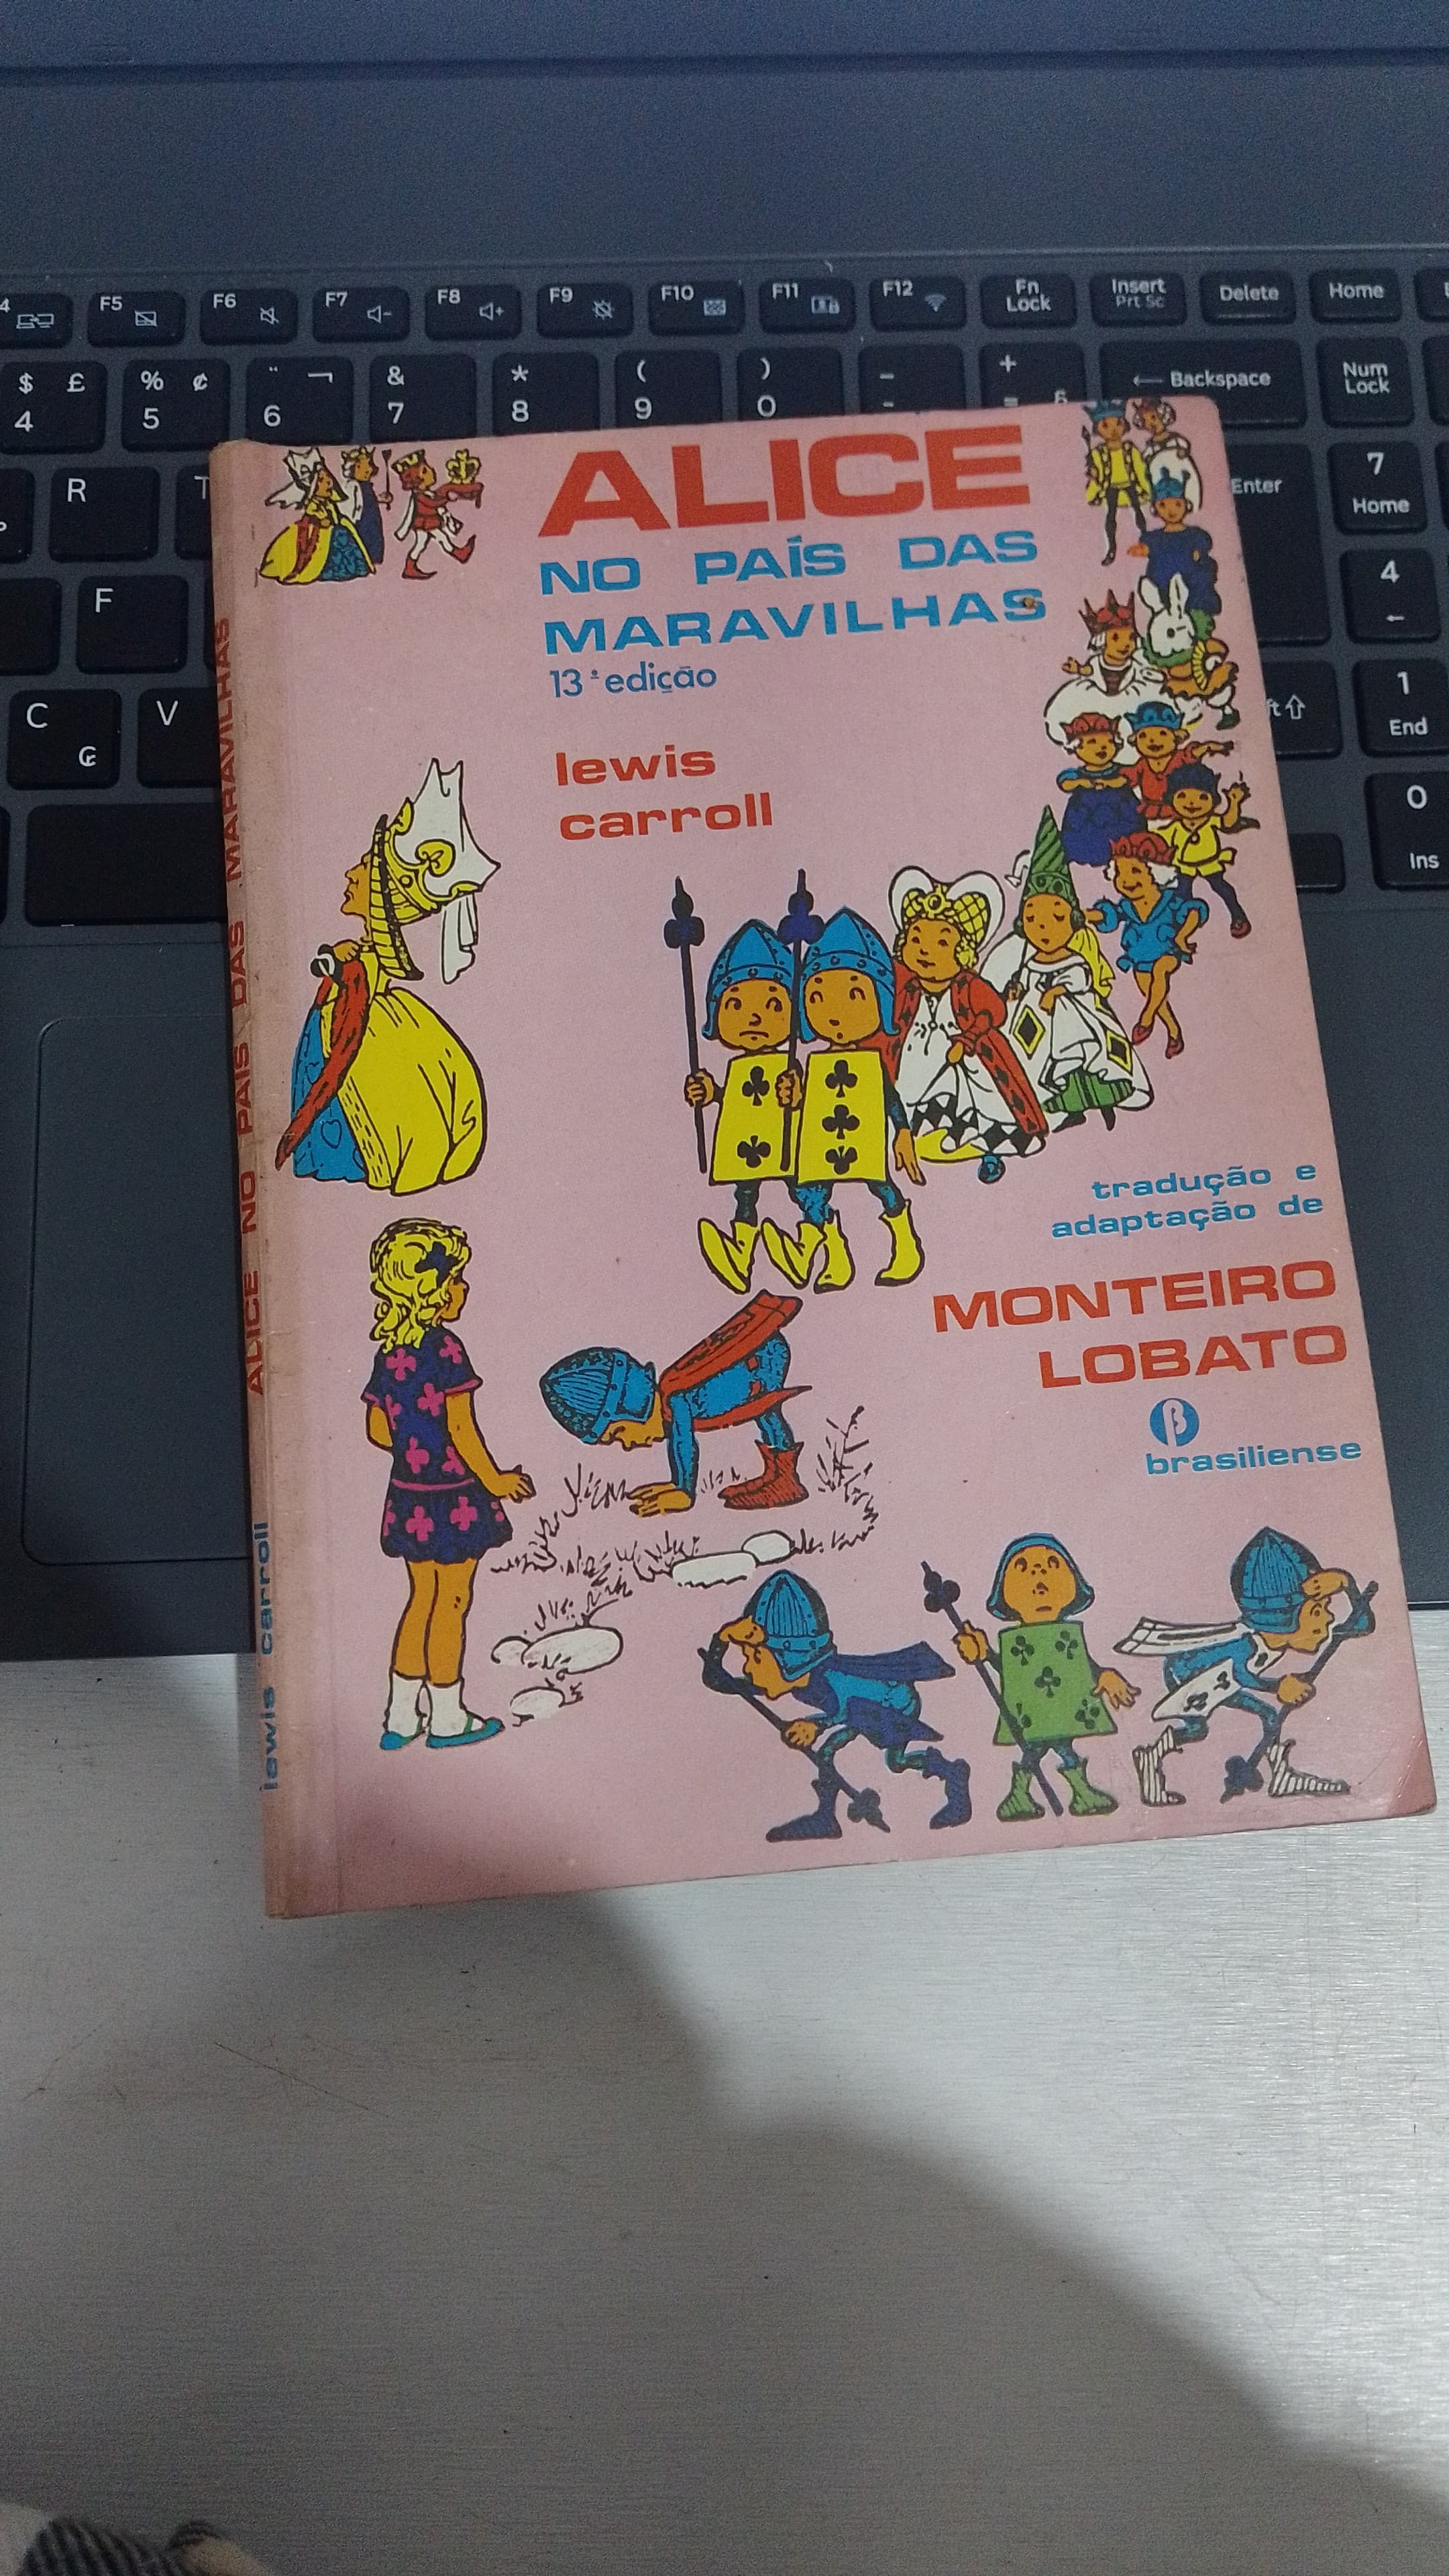 4 F5 F6 F7 F8 F9 F10 F11 F12 Fn Lock Insert Prt Sc Delete Home
$ £ 4 % ¢ 5 ¨ ¬ 6 & 7 * 8 ( 9 ) 0 _ - + = § ← Backspace Num Lock
R T Enter 7 Home
F 4 ←
C ₢ V ⇧ 1 End
0 Ins
ALICE
NO PAÍS DAS
MARAVILHAS
13ª edição
lewis
carroll
tradução e
adaptação de
MONTEIRO
LOBATO
brasiliense
lewis carroll ALICE NO PAÍS DAS MARAVILHAS